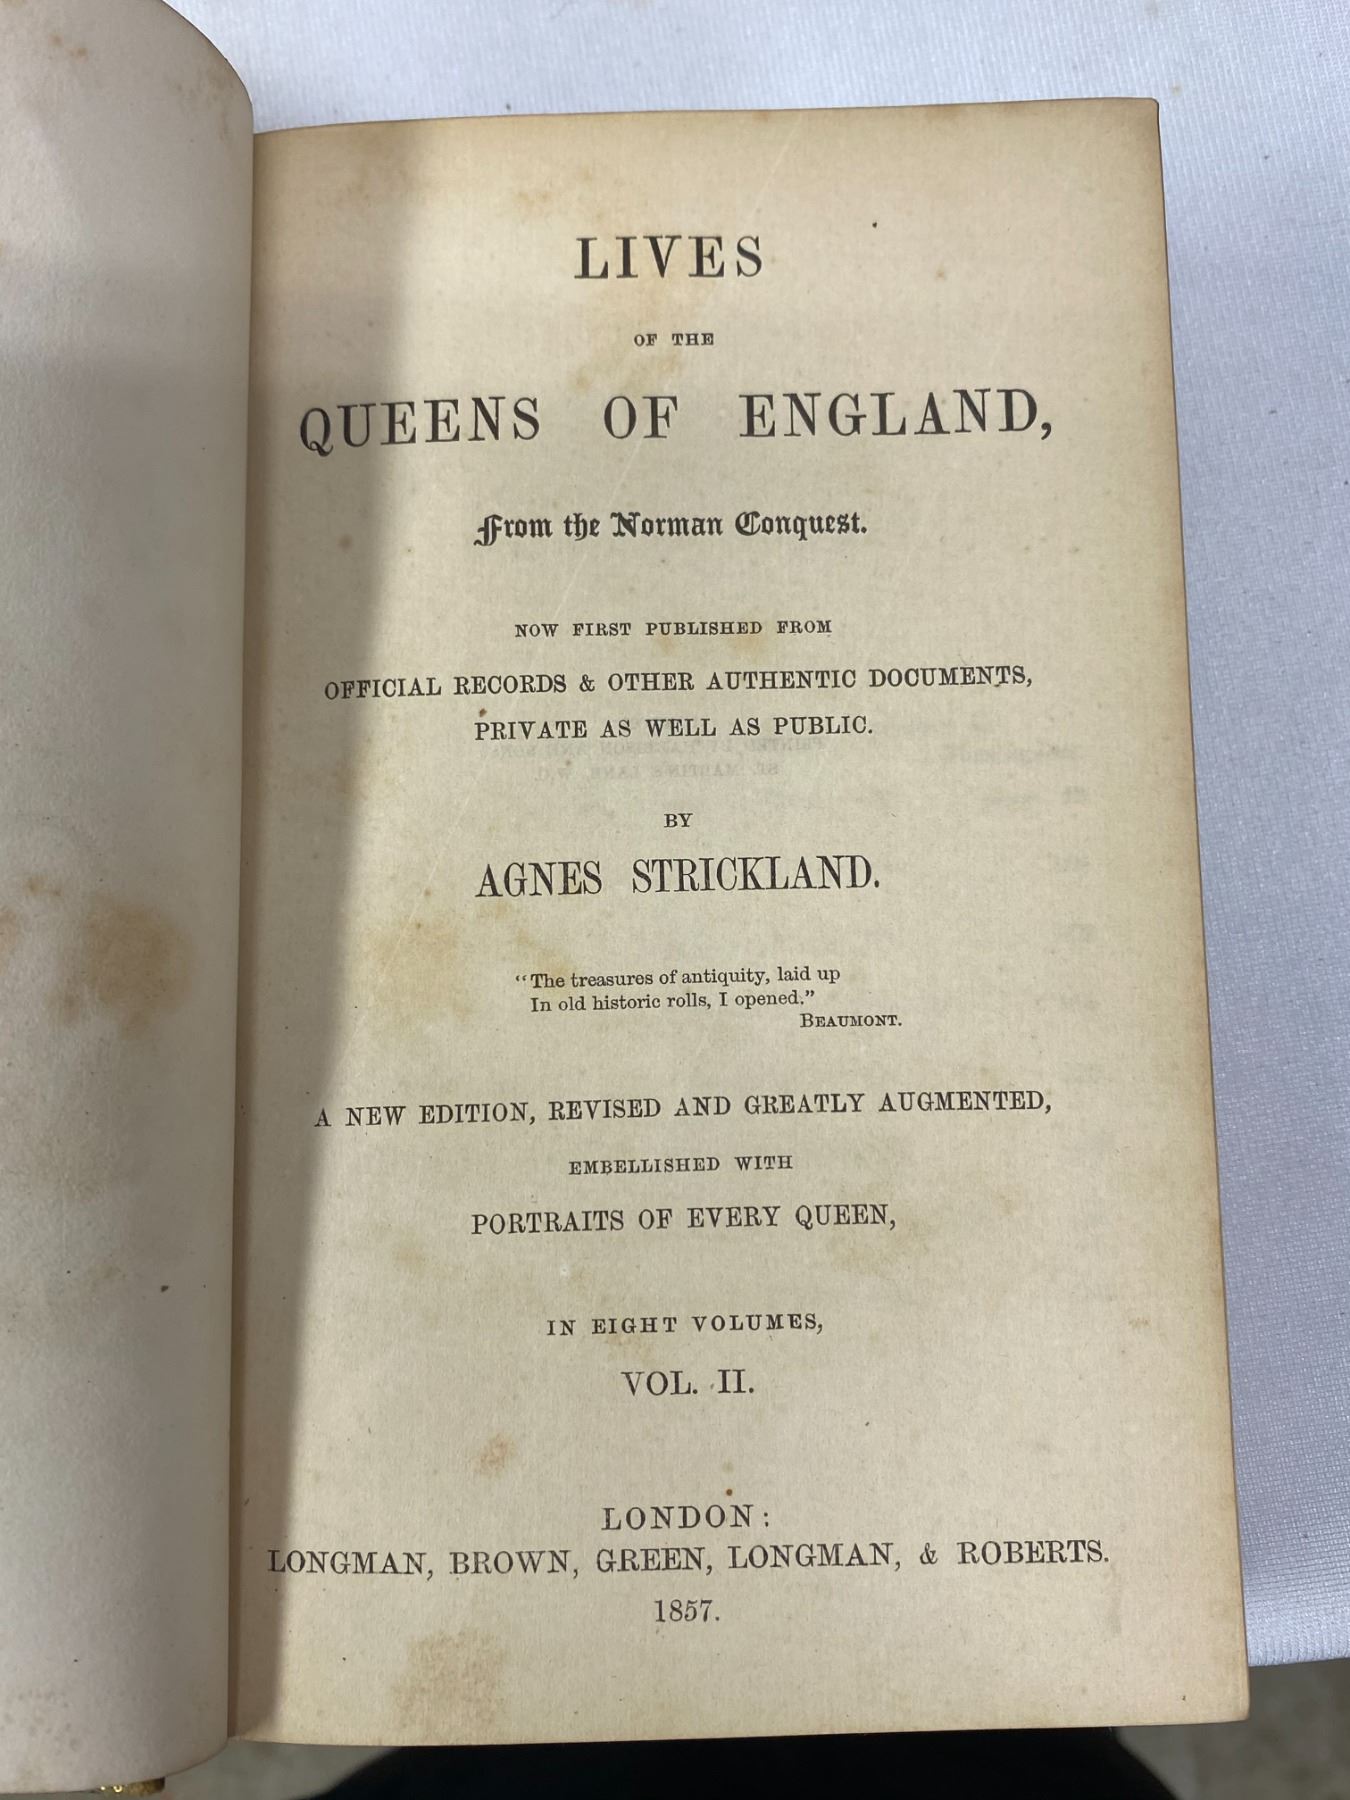 LIVES
OF THE
QUEENS OF ENGLAND,
From the Norman Conquest.
NOW FIRST PUBLISHED FROM
OFFICIAL RECORDS & OTHER AUTHENTIC DOCUMENTS,
PRIVATE AS WELL AS PUBLIC.
BY
AGNES STRICKLAND.
“The treasures of antiquity, laid up
In old historic rolls, I opened.”
BEAUMONT.
A NEW EDITION, REVISED AND GREATLY AUGMENTED,
EMBELLISHED WITH
PORTRAITS OF EVERY QUEEN,
IN EIGHT VOLUMES,
VOL. II.
LONDON:
LONGMAN, BROWN, GREEN, LONGMAN, & ROBERTS.
1857.